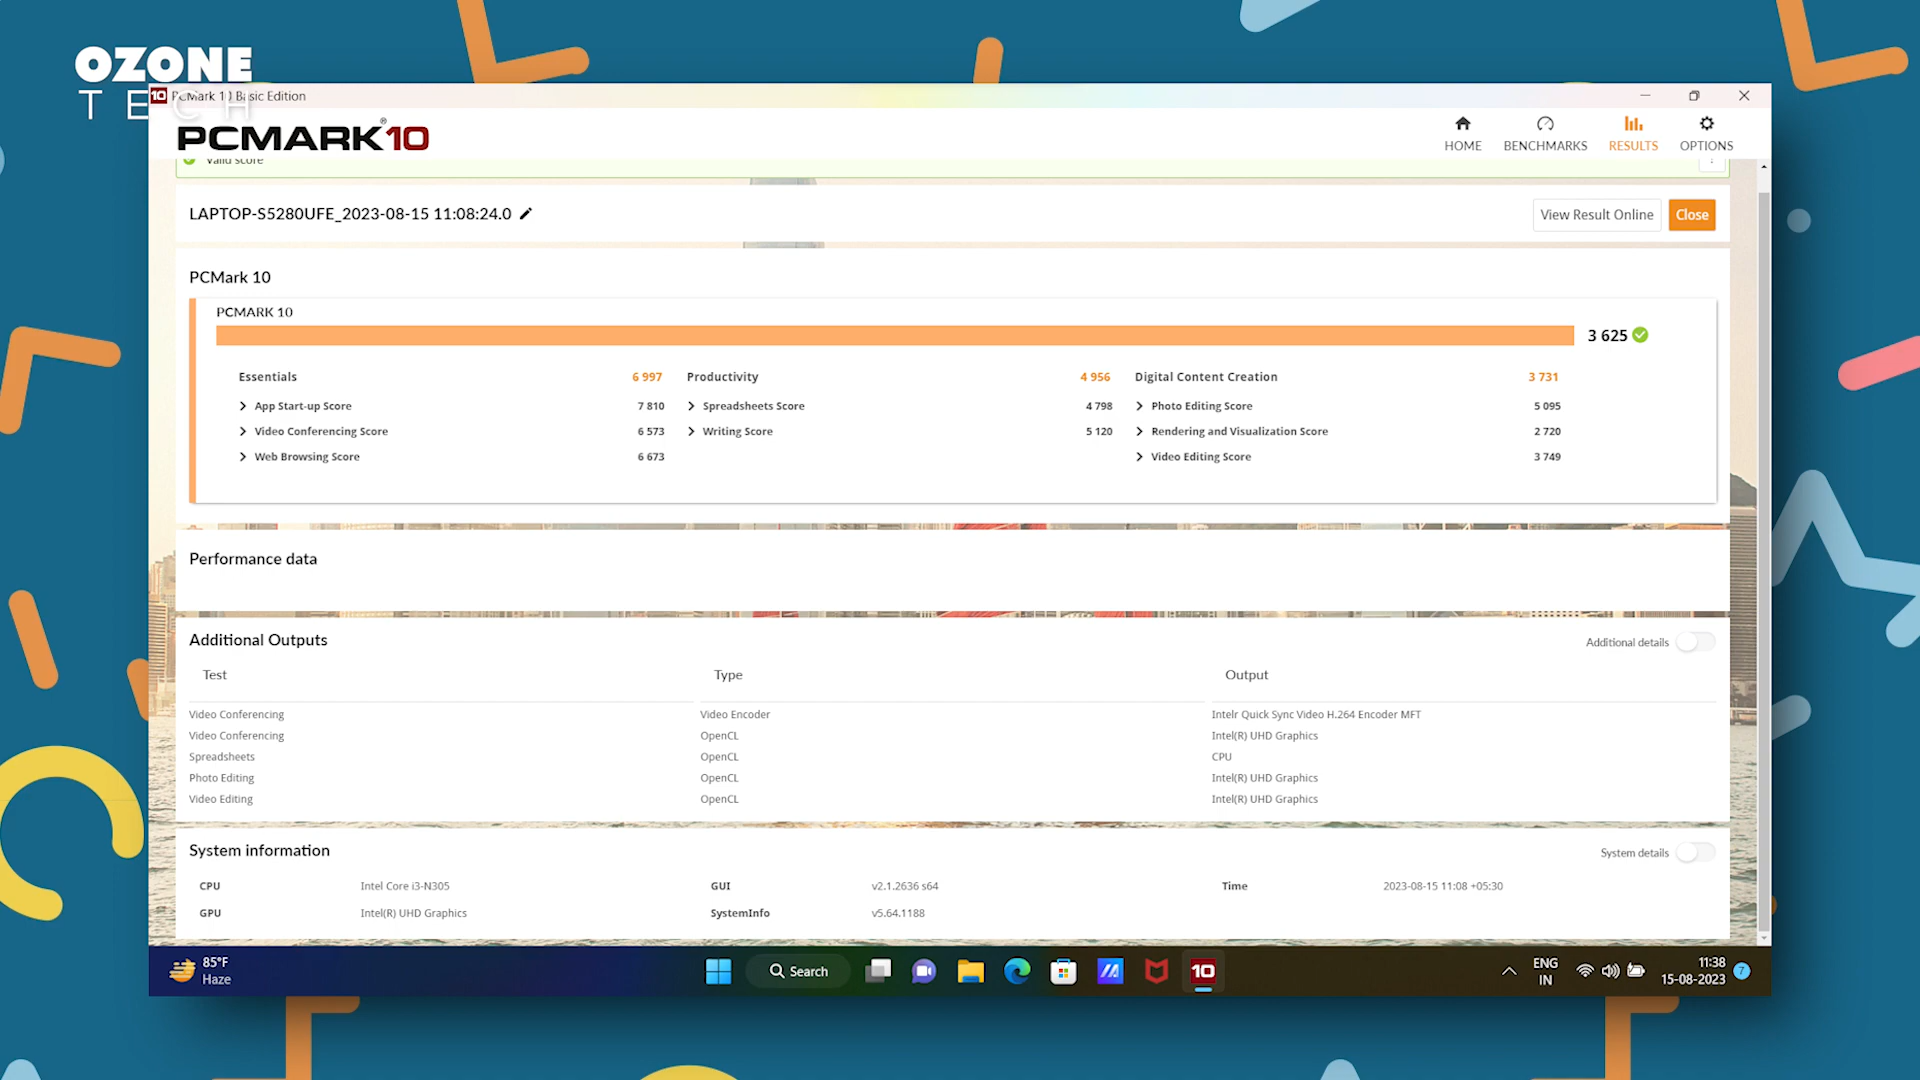 OZONE
TECH
10 PCMark 10 Basic Edition
PCMARK®10
HOME
BENCHMARKS
RESULTS
OPTIONS
Valid score
LAPTOP-S5280UFE_2023-08-15 11:08:24.0
View Result Online
Close
PCMark 10
PCMARK 10
3 625
Essentials 6 997
Productivity 4 956
Digital Content Creation 3 731
App Start-up Score 7 810
Spreadsheets Score 4 798
Photo Editing Score 5 095
Video Conferencing Score 6 573
Writing Score 5 120
Rendering and Visualization Score 2 720
Web Browsing Score 6 673
Video Editing Score 3 749
Performance data
Additional Outputs
Additional details
Test Type Output
Video Conferencing Video Encoder Intelr Quick Sync Video H.264 Encoder MFT
Video Conferencing OpenCL Intel(R) UHD Graphics
Spreadsheets OpenCL CPU
Photo Editing OpenCL Intel(R) UHD Graphics
Video Editing OpenCL Intel(R) UHD Graphics
System information
System details
CPU Intel Core i3-N305 GUI v2.1.2636 s64 Time 2023-08-15 11:08 +05:30
GPU Intel(R) UHD Graphics SystemInfo v5.64.1188
85°F
Haze
Search
10
ENG
IN
11:38
15-08-2023
7